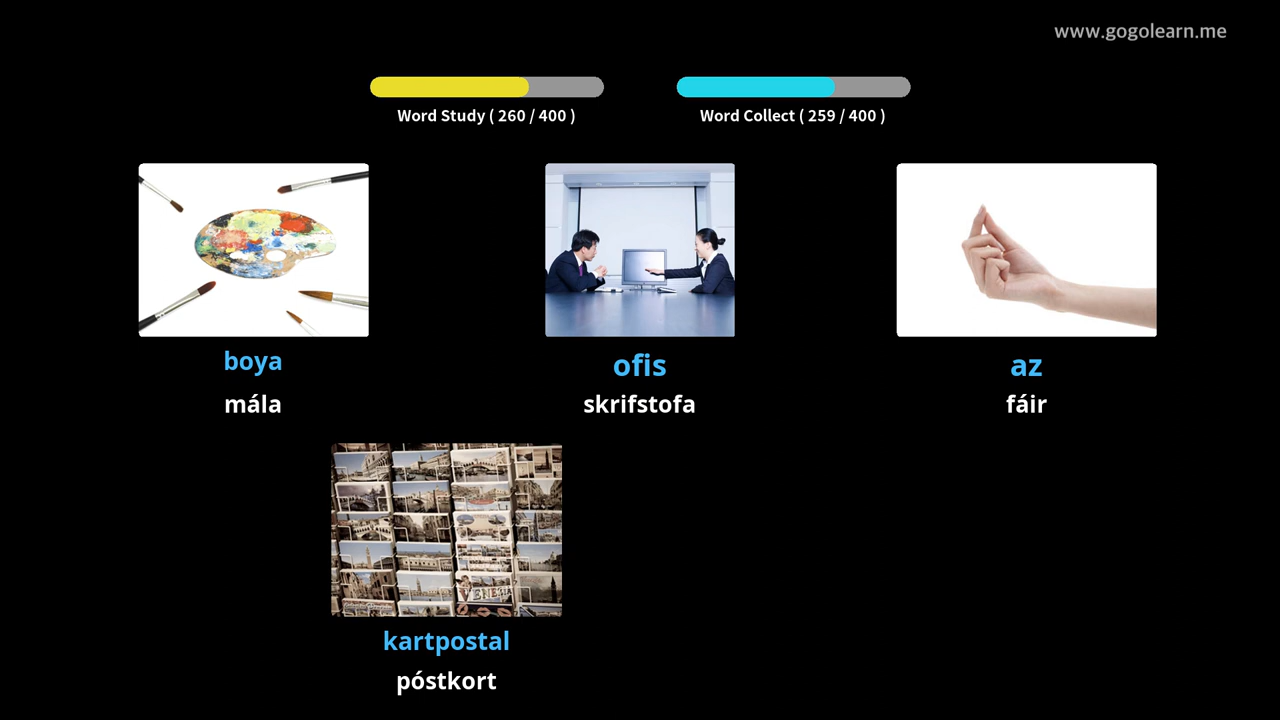 www.gogolearn.me
Word Study ( 260 / 400 )
Word Collect ( 259 / 400 )
boya
mála
ofis
skrifstofa
az
fáir
VENEZIA
kartpostal
póstkort